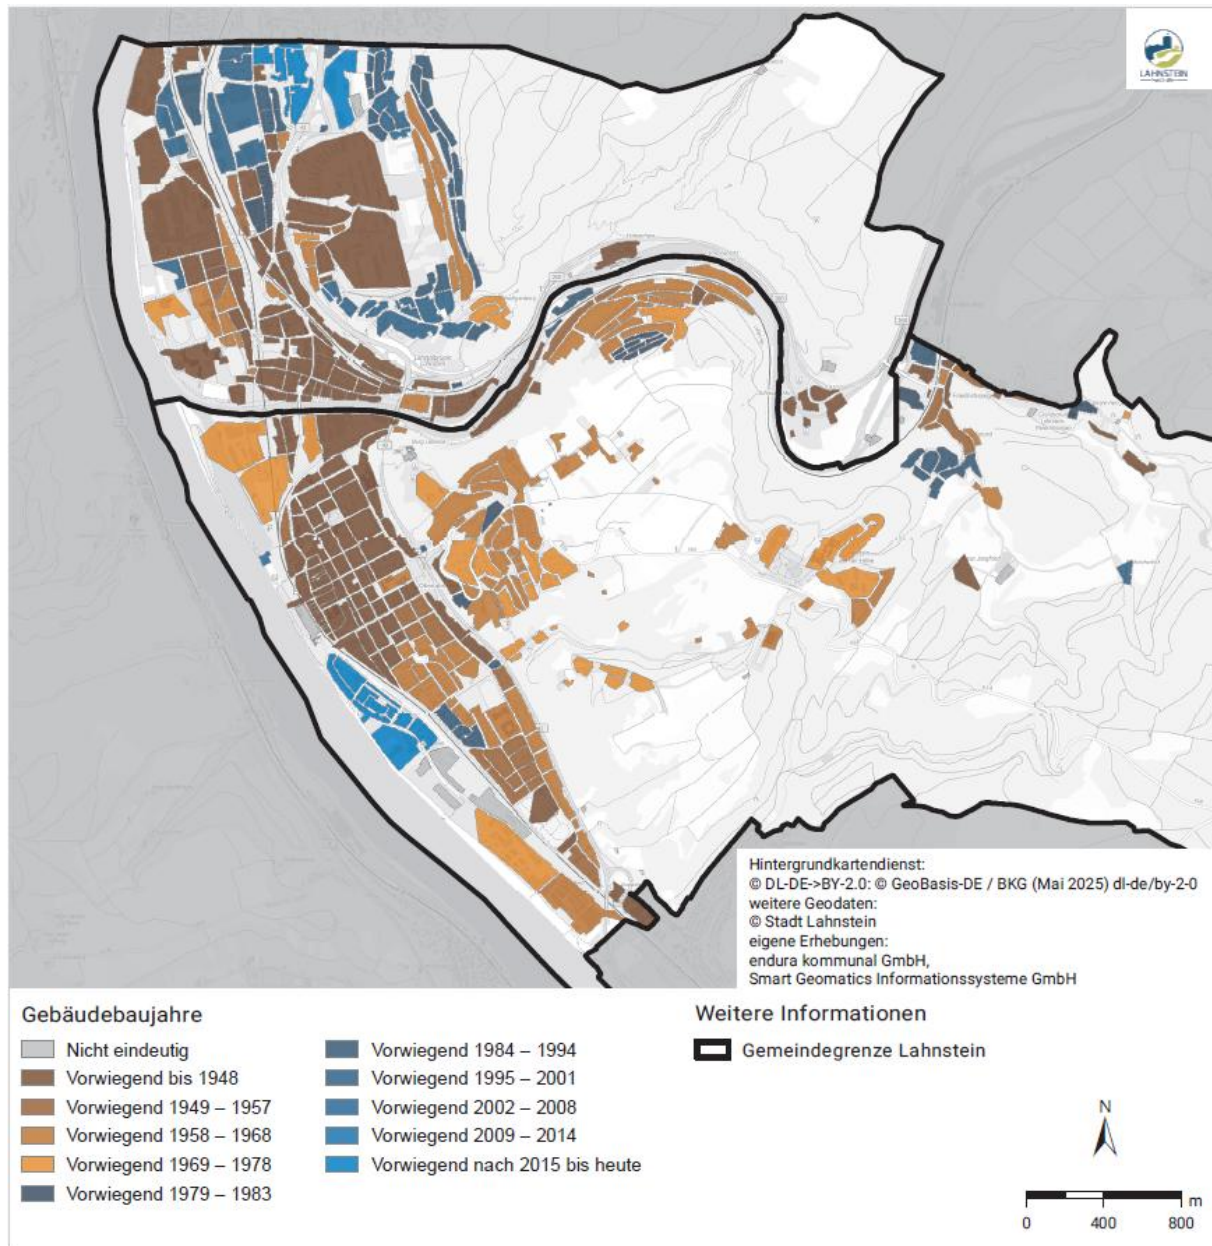 LAHNSTEIN
Hintergrundkartendienst:
© DL-DE->BY-2.0: © GeoBasis-DE / BKG (Mai 2025) dl-de/by-2-0
weitere Geodaten:
© Stadt Lahnstein
eigene Erhebungen:
endura kommunal GmbH,
Smart Geomatics Informationssysteme GmbH
Gebäudebaujahre
Nicht eindeutig
Vorwiegend bis 1948
Vorwiegend 1949 – 1957
Vorwiegend 1958 – 1968
Vorwiegend 1969 – 1978
Vorwiegend 1979 – 1983
Vorwiegend 1984 – 1994
Vorwiegend 1995 – 2001
Vorwiegend 2002 – 2008
Vorwiegend 2009 – 2014
Vorwiegend nach 2015 bis heute
Weitere Informationen
Gemeindegrenze Lahnstein
N
m
0 400 800